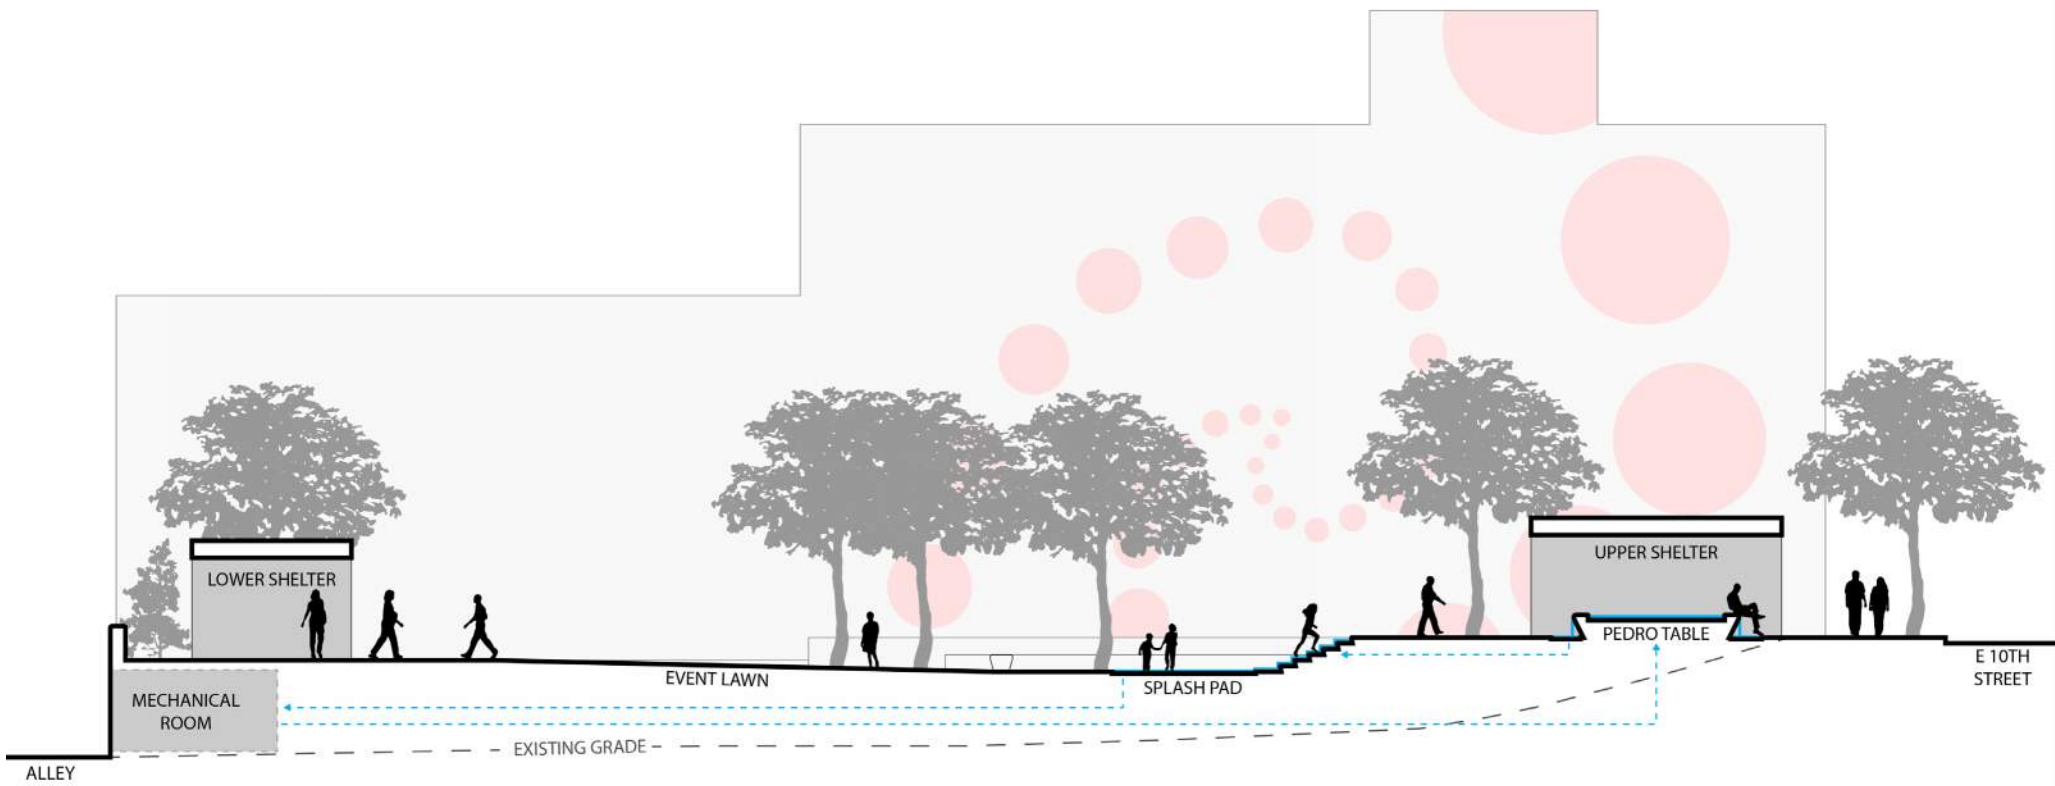 LOWER SHELTER
UPPER SHELTER
PEDRO TABLE
E 10TH
STREET
EVENT LAWN
SPLASH PAD
MECHANICAL
ROOM
EXISTING GRADE
ALLEY